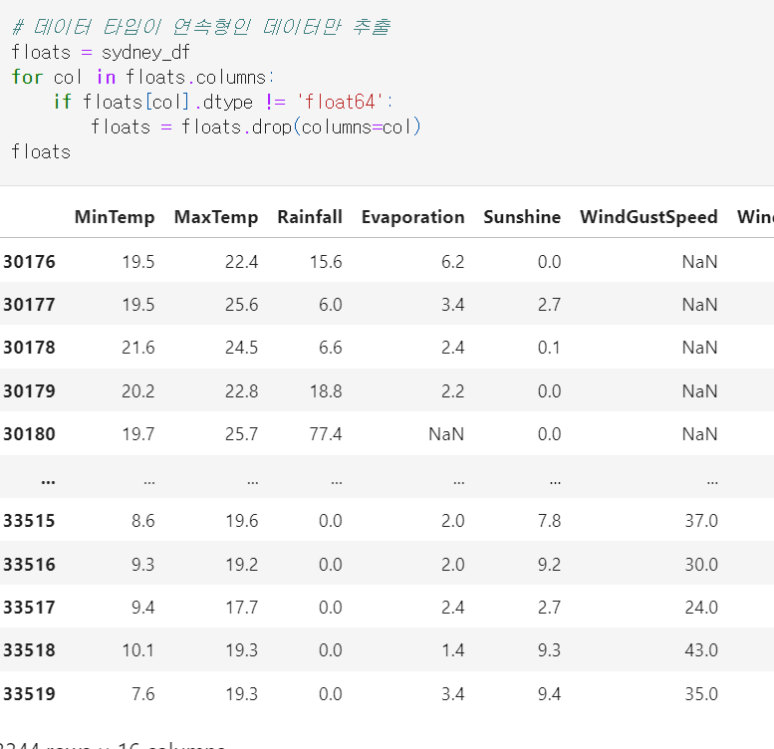 # 데이터 타입이 연속형인 데이터만 추출
floats = sydney_df
for col in floats.columns:
    if floats[col].dtype != 'float64':
        floats = floats.drop(columns=col)
floats
MinTemp MaxTemp Rainfall Evaporation Sunshine WindGustSpeed
30176 19.5 22.4 15.6 6.2 0.0 NaN
30177 19.5 25.6 6.0 3.4 2.7 NaN
30178 21.6 24.5 6.6 2.4 0.1 NaN
30179 20.2 22.8 18.8 2.2 0.0 NaN
30180 19.7 25.7 77.4 NaN 0.0 NaN
... ... ... ... ... ... ...
33515 8.6 19.6 0.0 2.0 7.8 37.0
33516 9.3 19.2 0.0 2.0 9.2 30.0
33517 9.4 17.7 0.0 2.4 2.7 24.0
33518 10.1 19.3 0.0 1.4 9.3 43.0
33519 7.6 19.3 0.0 3.4 9.4 35.0
rows × 16 columns